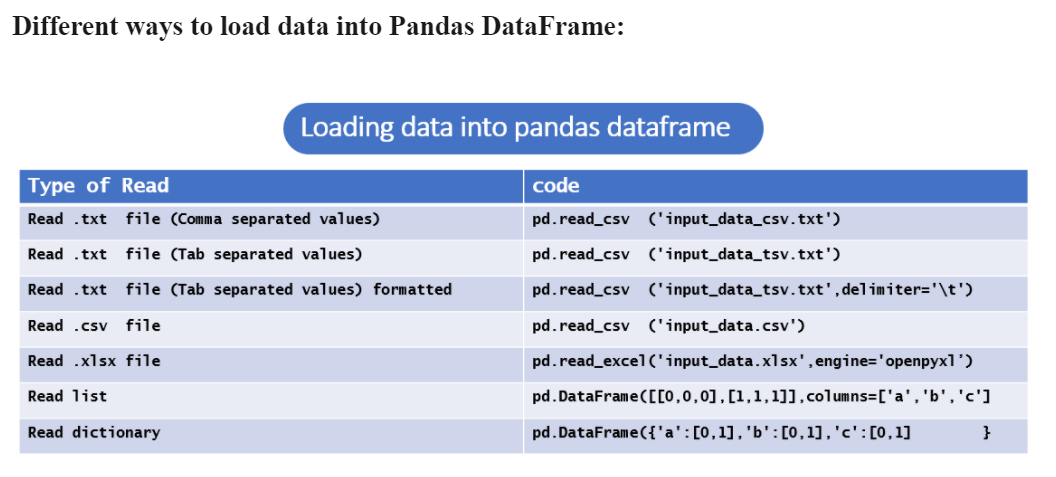 Different ways to load data into Pandas DataFrame:
Loading data into pandas dataframe
Type of Read code
Read .txt file (Comma separated values) pd.read_csv ('input_data_csv.txt')
Read .txt file (Tab separated values) pd.read_csv ('input_data_tsv.txt')
Read .txt file (Tab separated values) formatted pd.read_csv ('input_data_tsv.txt',delimiter='\t')
Read .csv file pd.read_csv ('input_data.csv')
Read .xlsx file pd.read_excel('input_data.xlsx',engine='openpyxl’)
Read list pd.DataFrame([[0,0,0],[1,1,1]],columns=['a','b','c']
Read dictionary pd.DataFrame({'a':[0,1],'b':[0,1],'c':[0,1] }